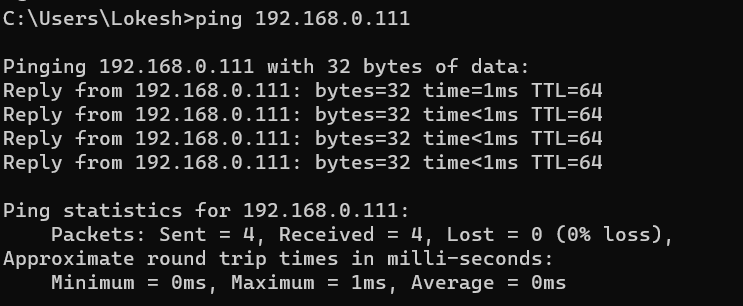 C:\Users\Lokesh>ping 192.168.0.111
Pinging 192.168.0.111 with 32 bytes of data:
Reply from 192.168.0.111: bytes=32 time=1ms TTL=64
Reply from 192.168.0.111: bytes=32 time<1ms TTL=64
Reply from 192.168.0.111: bytes=32 time<1ms TTL=64
Reply from 192.168.0.111: bytes=32 time<1ms TTL=64
Ping statistics for 192.168.0.111:
    Packets: Sent = 4, Received = 4, Lost = 0 (0% loss),
Approximate round trip times in milli-seconds:
    Minimum = 0ms, Maximum = 1ms, Average = 0ms